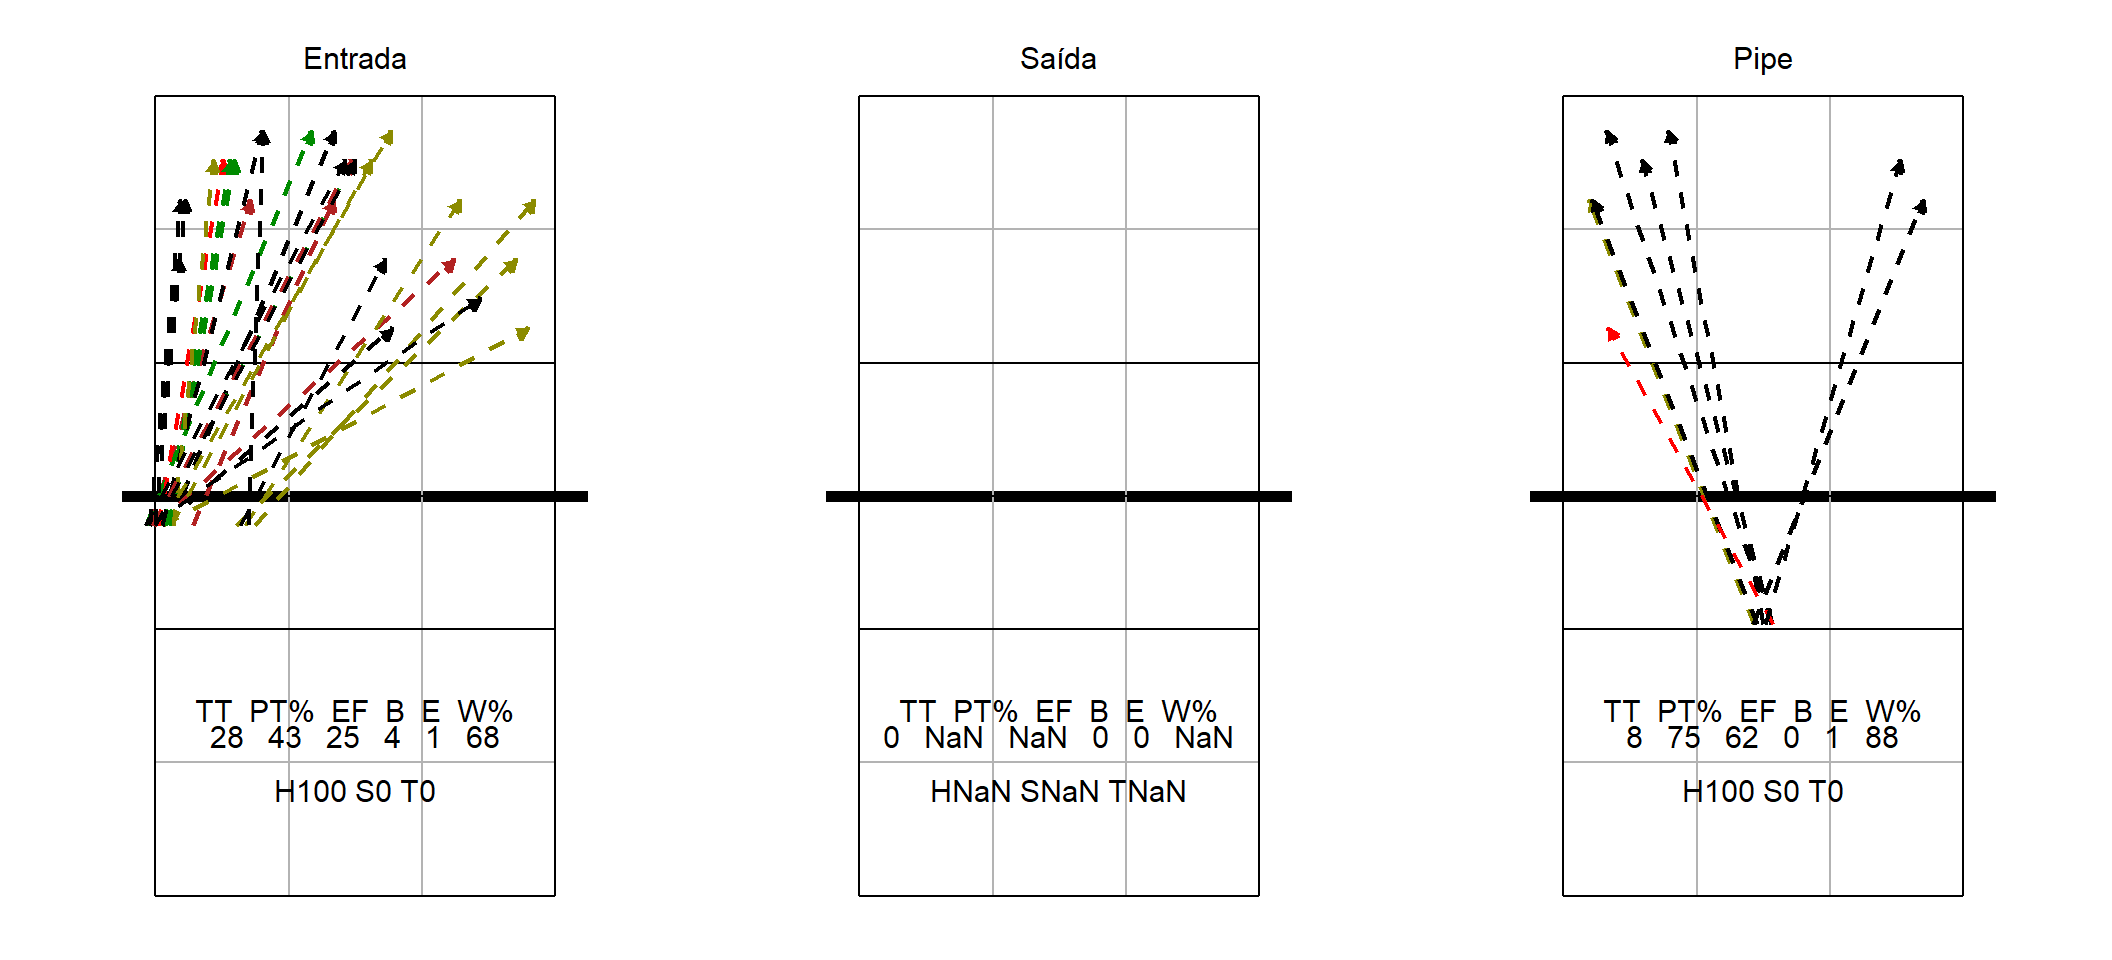 Entrada
TT PT% EF B E W%
28 43 25 4 1 68
H100 S0 T0
Saída
TT PT% EF B E W%
0 NaN NaN 0 0 NaN
HNaN SNaN TNaN
Pipe
TT PT% EF B E W%
8 75 62 0 1 88
H100 S0 T0